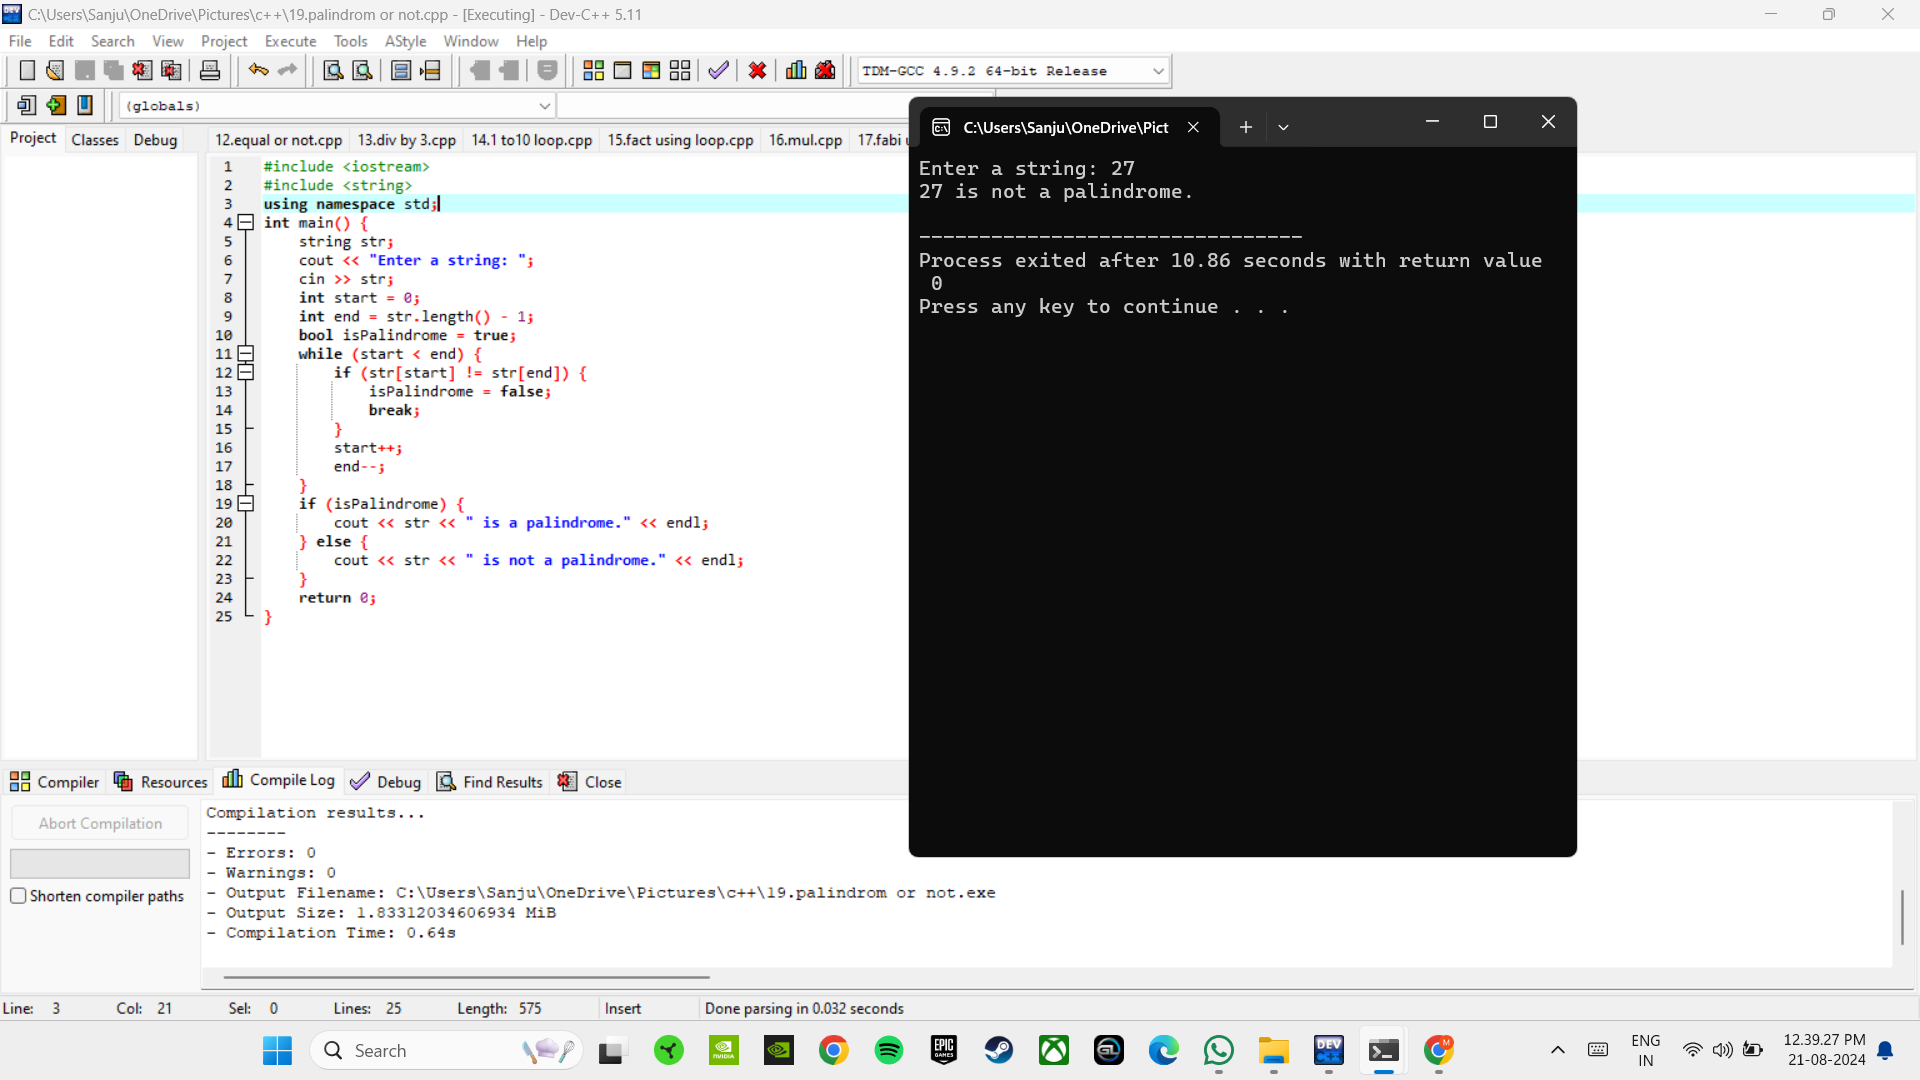 C:\Users\Sanju\OneDrive\Pictures\c++\19.palindrom or not.cpp - [Executing] - Dev-C++ 5.11
File Edit Search View Project Execute Tools AStyle Window Help
TDM-GCC 4.9.2 64-bit Release
(globals)
Project Classes Debug
12.equal or not.cpp 13.div by 3.cpp 14.1 to10 loop.cpp 15.fact using loop.cpp 16.mul.cpp 17.fabi
1 #include <iostream>
2 #include <string>
3 using namespace std;
4 int main() {
5 string str;
6 cout << "Enter a string: ";
7 cin >> str;
8 int start = 0;
9 int end = str.length() - 1;
10 bool isPalindrome = true;
11 while (start < end) {
12 if (str[start] != str[end]) {
13 isPalindrome = false;
14 break;
15 }
16 start++;
17 end--;
18 }
19 if (isPalindrome) {
20 cout << str << " is a palindrome." << endl;
21 } else {
22 cout << str << " is not a palindrome." << endl;
23 }
24 return 0;
25 }
C:\Users\Sanju\OneDrive\Pict
Enter a string: 27
27 is not a palindrome.
--------------------------------
Process exited after 10.86 seconds with return value
0
Press any key to continue . . .
Compiler Resources Compile Log Debug Find Results Close
Abort Compilation
Shorten compiler paths
Compilation results...
--------
- Errors: 0
- Warnings: 0
- Output Filename: C:\Users\Sanju\OneDrive\Pictures\c++\19.palindrom or not.exe
- Output Size: 1.83312034606934 MiB
- Compilation Time: 0.64s
Line: 3 Col: 21 Sel: 0 Lines: 25 Length: 575 Insert Done parsing in 0.032 seconds
Search
ENG
IN
12.39.27 PM
21-08-2024